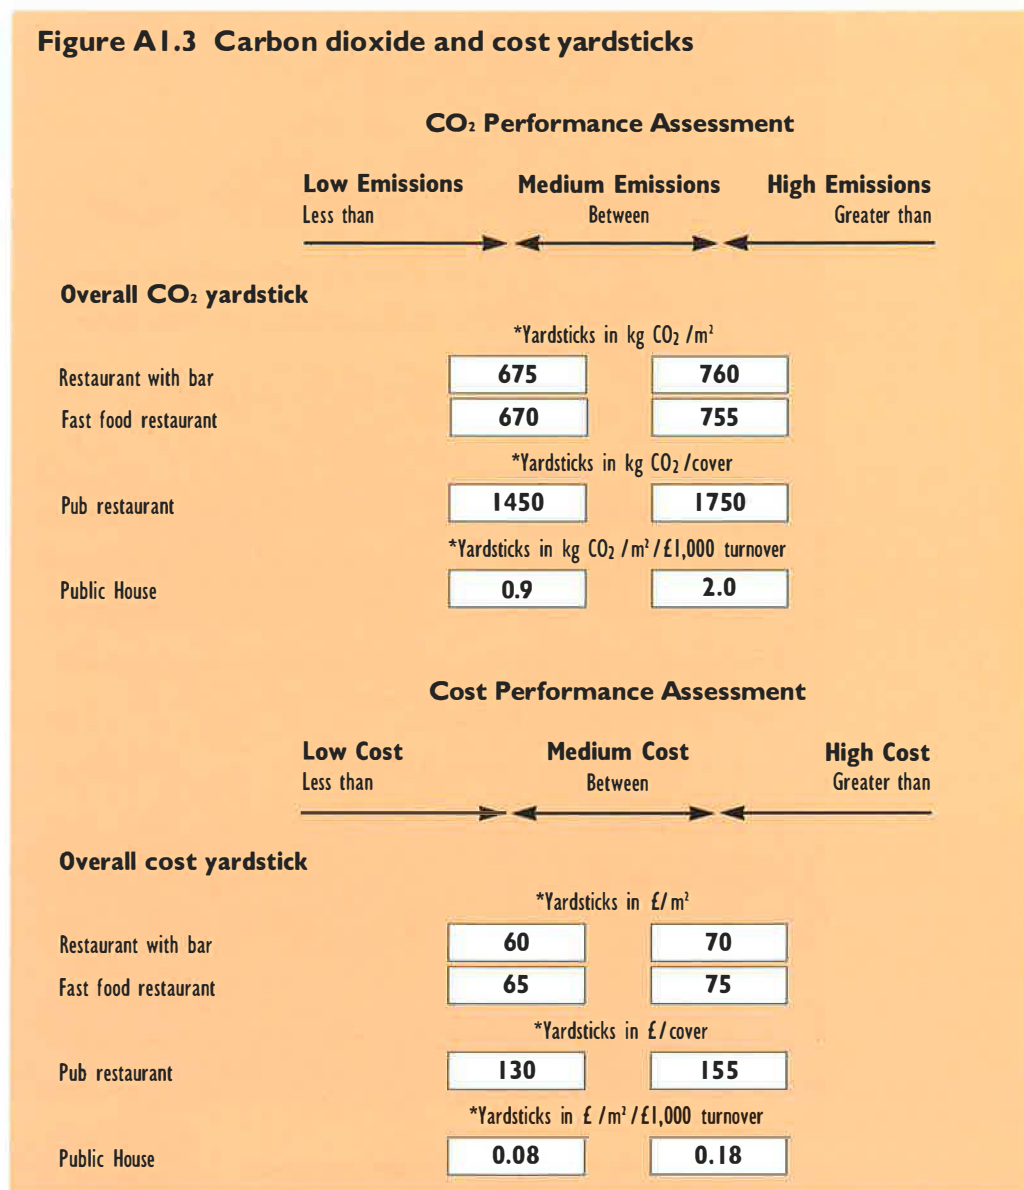 Figure A1.3 Carbon dioxide and cost yardsticks
CO₂ Performance Assessment
Low Emissions Medium Emissions High Emissions
Less than Between Greater than
Overall CO₂ yardstick
*Yardsticks in kg CO₂ /m²
Restaurant with bar 675 760
Fast food restaurant 670 755
*Yardsticks in kg CO₂ /cover
Pub restaurant 1450 1750
*Yardsticks in kg CO₂ /m²/£1,000 turnover
Public House 0.9 2.0
Cost Performance Assessment
Low Cost Medium Cost High Cost
Less than Between Greater than
Overall cost yardstick
*Yardsticks in £/m²
Restaurant with bar 60 70
Fast food restaurant 65 75
*Yardsticks in £/cover
Pub restaurant 130 155
*Yardsticks in £ /m²/£1,000 turnover
Public House 0.08 0.18